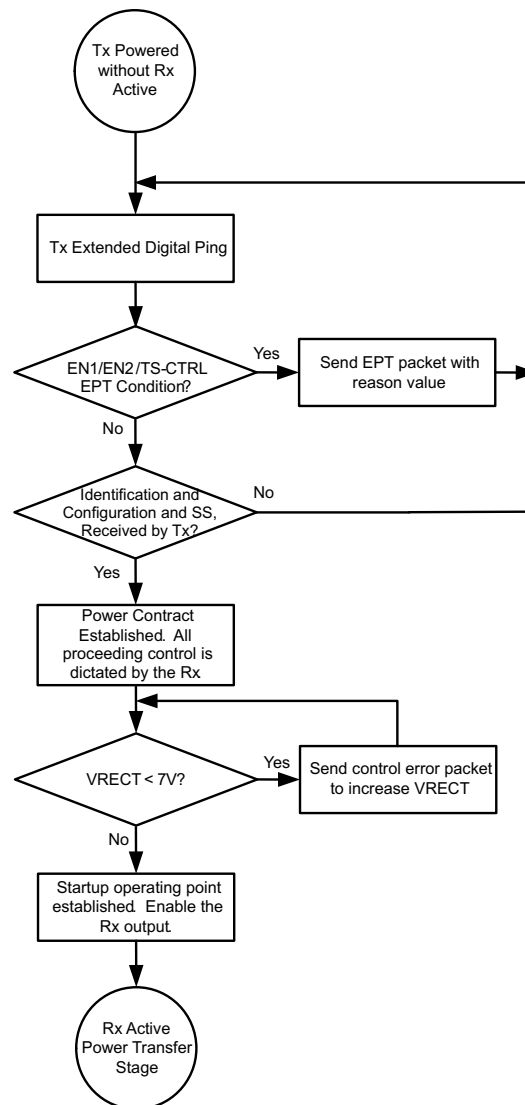 Tx Powered
without Rx
Active
Tx Extended Digital Ping
EN1/EN2/TS-CTRL
EPT Condition?
Yes
Send EPT packet with
reason value
No
Identification and
Configuration and SS,
Received by Tx?
No
Yes
Power Contract
Established. All
proceeding control is
dictated by the Rx.
VRECT < 7V?
Yes
Send control error packet
to increase VRECT
No
Startup operating point
established. Enable the
Rx output.
Rx Active
Power Transfer
Stage